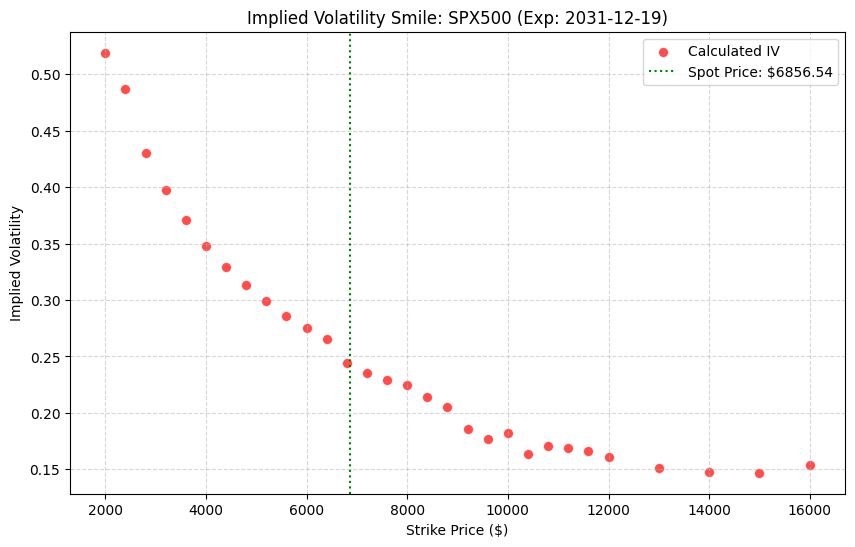 Implied Volatility Smile: SPX500 (Exp: 2031-12-19)
Calculated IV
Spot Price: $6856.54
0.50
0.45
0.40
0.35
0.30
0.25
0.20
0.15
Implied Volatility
2000 4000 6000 8000 10000 12000 14000 16000
Strike Price ($)